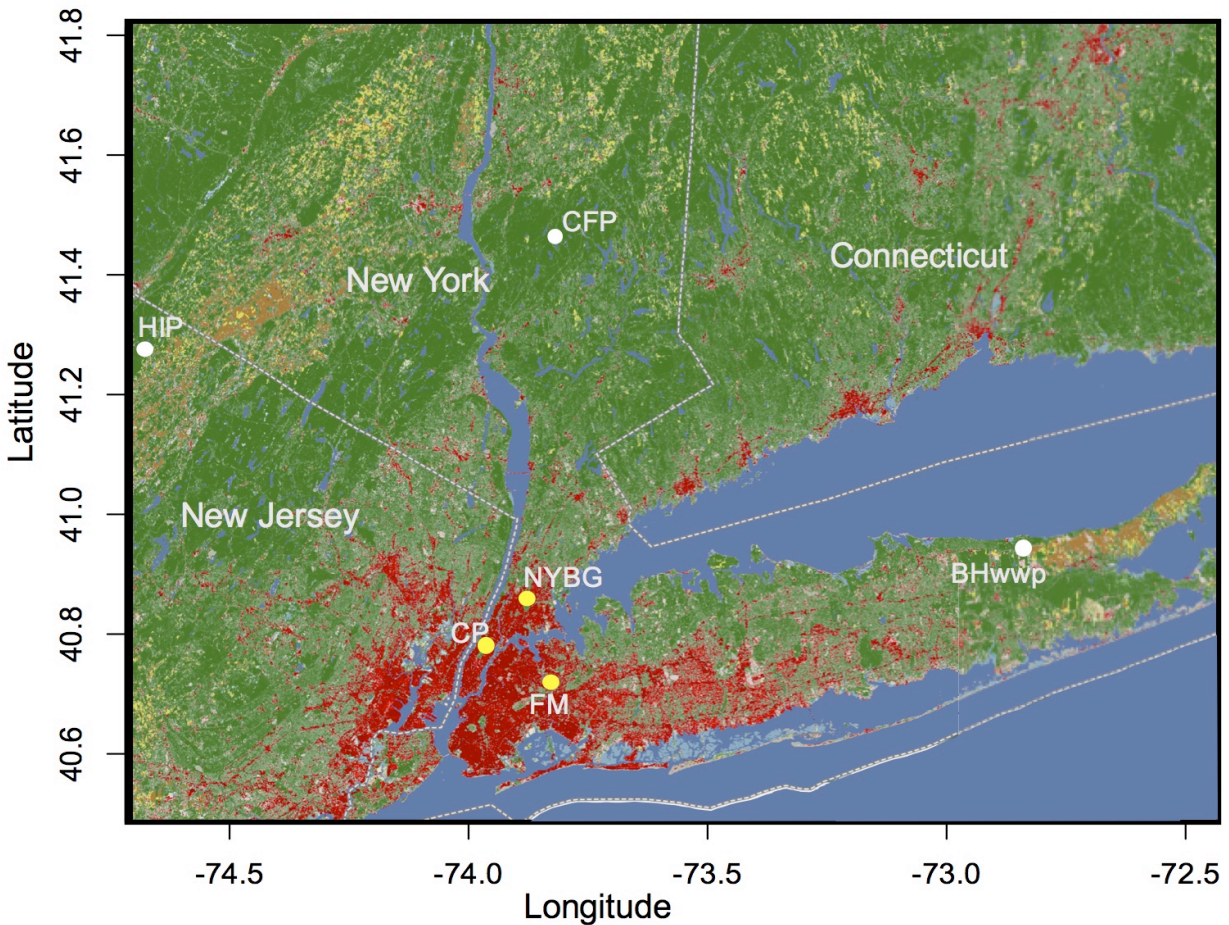 41.8
41.6
41.4
41.2
41.0
40.8
40.6
Latitude
CFP
Connecticut
New York
HIP
New Jersey
BHwwp
NYBG
CP
FM
-74.5
-74.0
-73.5
-73.0
-72.5
Longitude